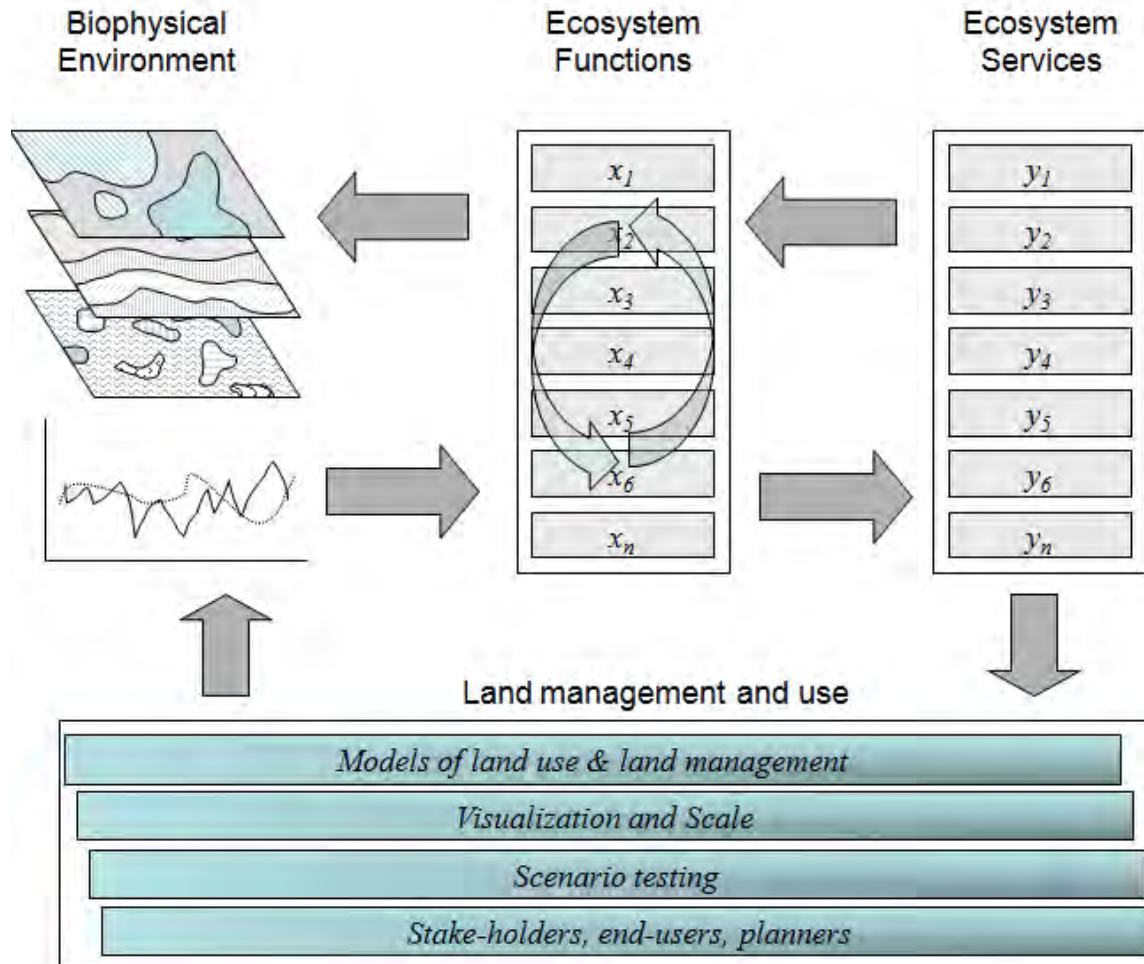 Biophysical
Environment
Ecosystem
Functions
Ecosystem
Services
x1
x2
x3
x4
x5
x6
xn
y1
y2
y3
y4
y5
y6
yn
Land management and use
Models of land use & land management
Visualization and Scale
Scenario testing
Stake-holders, end-users, planners